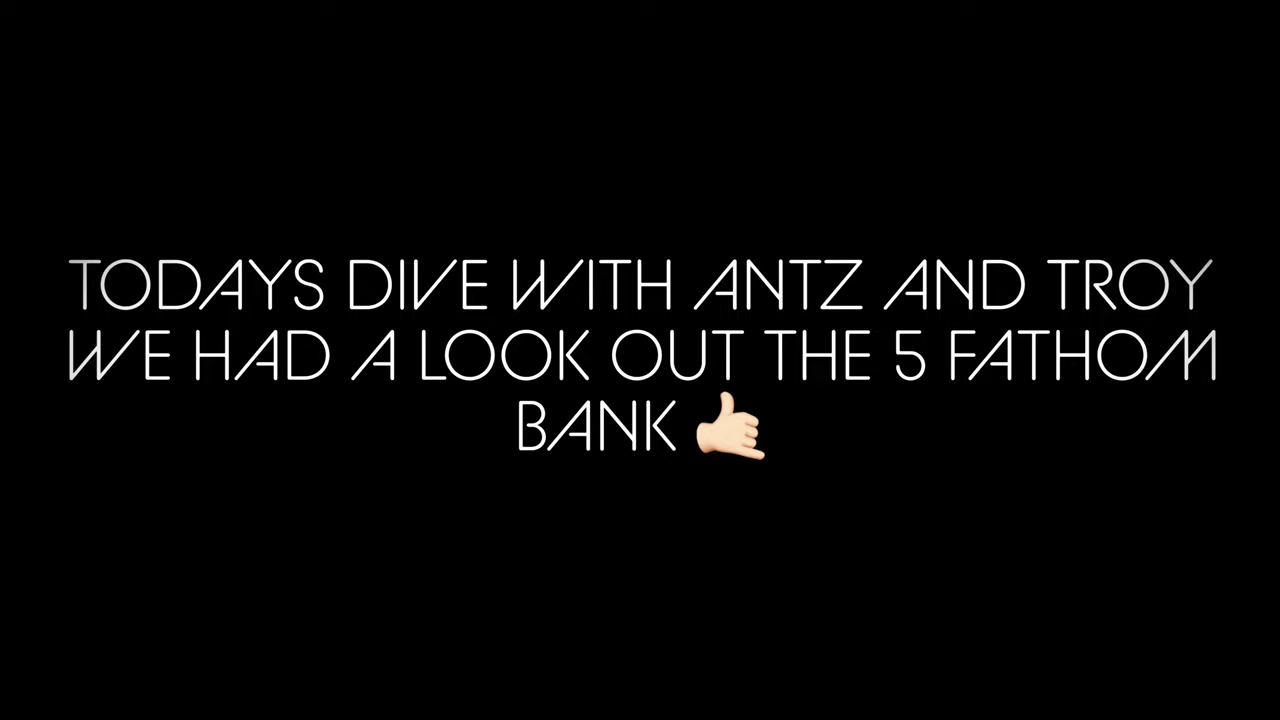 TODAYS DIVE WITH ANTZ AND TROY
WE HAD A LOOK OUT THE 5 FATHOM
BANK 🤙🏻